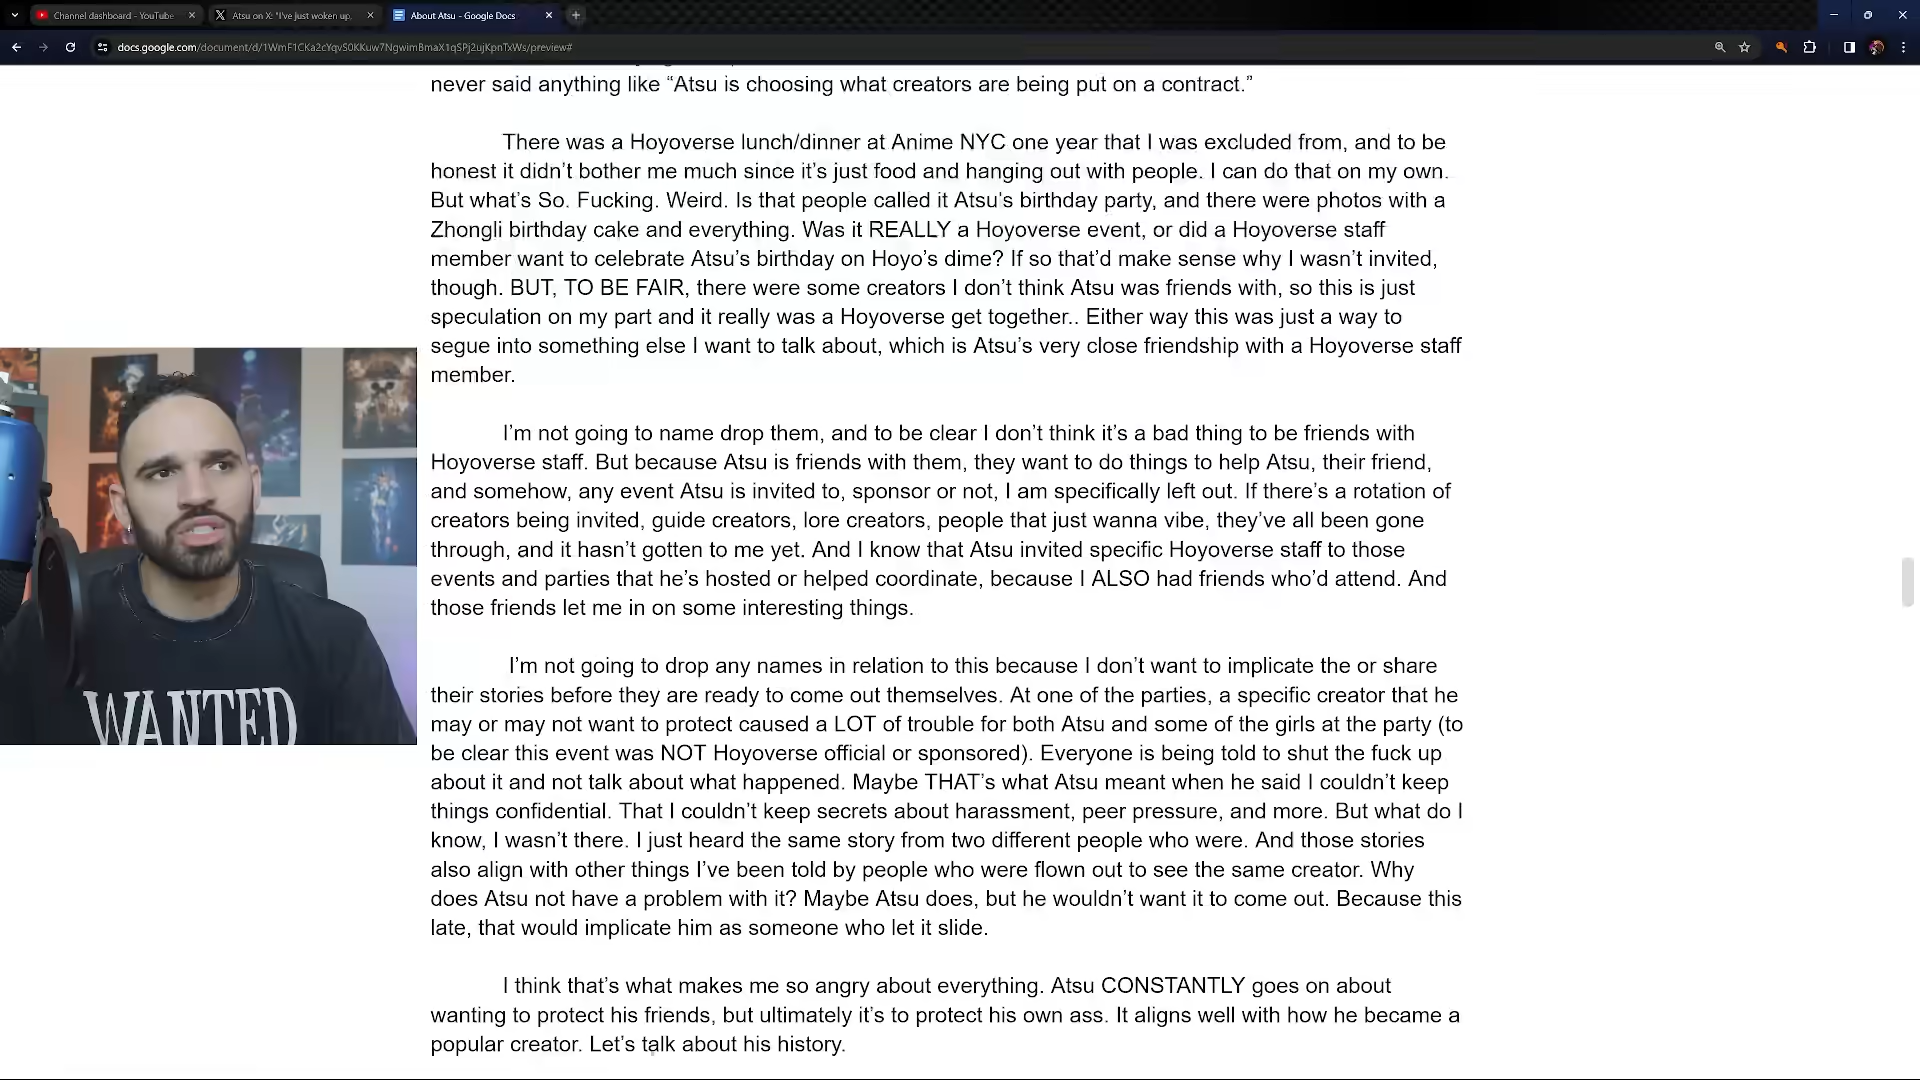 Channel dashboard - YouTube
Atsu on X: "I've just woken up,
About Atsu - Google Docs
docs.google.com/document/d/1WmF1CKa2cYqvS0KKuw7NgwimBmaX1qSPj2ujKpnTxWs/preview#
never said anything like “Atsu is choosing what creators are being put on a contract.”
There was a Hoyoverse lunch/dinner at Anime NYC one year that I was excluded from, and to be
honest it didn’t bother me much since it’s just food and hanging out with people. I can do that on my own.
But what’s So. Fucking. Weird. Is that people called it Atsu’s birthday party, and there were photos with a
Zhongli birthday cake and everything. Was it REALLY a Hoyoverse event, or did a Hoyoverse staff
member want to celebrate Atsu’s birthday on Hoyo’s dime? If so that’d make sense why I wasn’t invited,
though. BUT, TO BE FAIR, there were some creators I don’t think Atsu was friends with, so this is just
speculation on my part and it really was a Hoyoverse get together.. Either way this was just a way to
segue into something else I want to talk about, which is Atsu’s very close friendship with a Hoyoverse staff
member.
I’m not going to name drop them, and to be clear I don’t think it’s a bad thing to be friends with
Hoyoverse staff. But because Atsu is friends with them, they want to do things to help Atsu, their friend,
and somehow, any event Atsu is invited to, sponsor or not, I am specifically left out. If there’s a rotation of
creators being invited, guide creators, lore creators, people that just wanna vibe, they’ve all been gone
through, and it hasn’t gotten to me yet. And I know that Atsu invited specific Hoyoverse staff to those
events and parties that he’s hosted or helped coordinate, because I ALSO had friends who’d attend. And
those friends let me in on some interesting things.
I’m not going to drop any names in relation to this because I don’t want to implicate the or share
their stories before they are ready to come out themselves. At one of the parties, a specific creator that he
may or may not want to protect caused a LOT of trouble for both Atsu and some of the girls at the party (to
be clear this event was NOT Hoyoverse official or sponsored). Everyone is being told to shut the fuck up
about it and not talk about what happened. Maybe THAT’s what Atsu meant when he said I couldn’t keep
things confidential. That I couldn’t keep secrets about harassment, peer pressure, and more. But what do I
know, I wasn’t there. I just heard the same story from two different people who were. And those stories
also align with other things I’ve been told by people who were flown out to see the same creator. Why
does Atsu not have a problem with it? Maybe Atsu does, but he wouldn’t want it to come out. Because this
late, that would implicate him as someone who let it slide.
I think that’s what makes me so angry about everything. Atsu CONSTANTLY goes on about
wanting to protect his friends, but ultimately it’s to protect his own ass. It aligns well with how he became a
popular creator. Let’s talk about his history.
WANTED